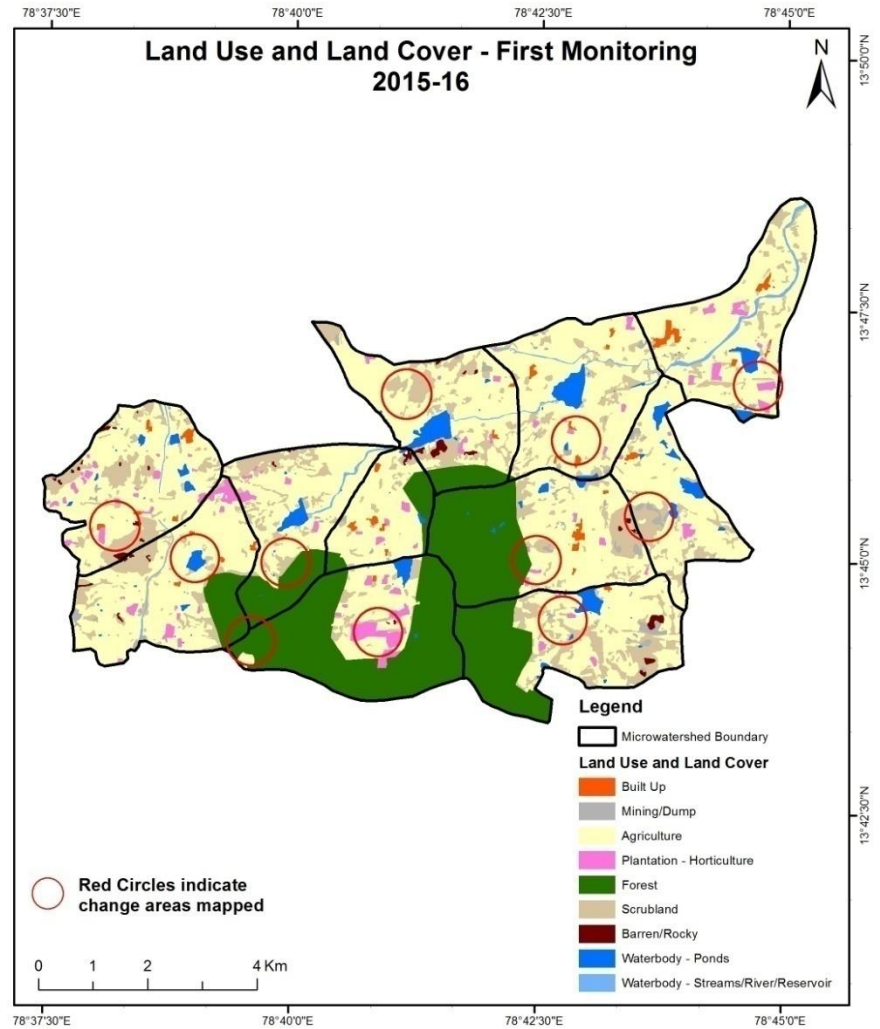 78°37'30"E 78°40'0"E 78°42'30"E 78°45'0"E
Land Use and Land Cover - First Monitoring
2015-16
N
13°50'0"N
13°47'30"N
13°45'0"N
13°42'30"N
Legend
Microwatershed Boundary
Land Use and Land Cover
Built Up
Mining/Dump
Agriculture
Plantation - Horticulture
Forest
Scrubland
Barren/Rocky
Waterbody - Ponds
Waterbody - Streams/River/Reservoir
Red Circles indicate
change areas mapped
0 1 2 4 Km
78°37'30"E 78°40'0"E 78°42'30"E 78°45'0"E